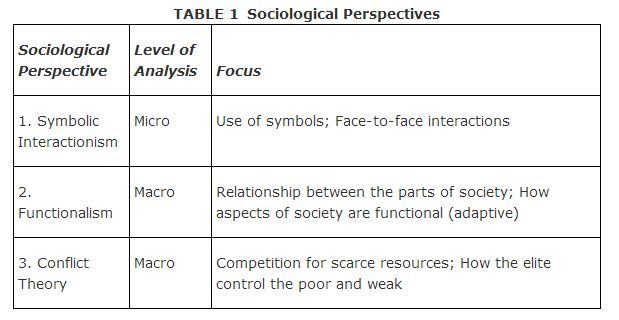 TABLE 1 Sociological Perspectives
Sociological
Perspective
Level of
Analysis
Focus
1. Symbolic
Interactionism
Micro
Use of symbols; Face-to-face interactions
2.
Functionalism
Macro
Relationship between the parts of society; How
aspects of society are functional (adaptive)
3. Conflict
Theory
Macro
Competition for scarce resources; How the elite
control the poor and weak